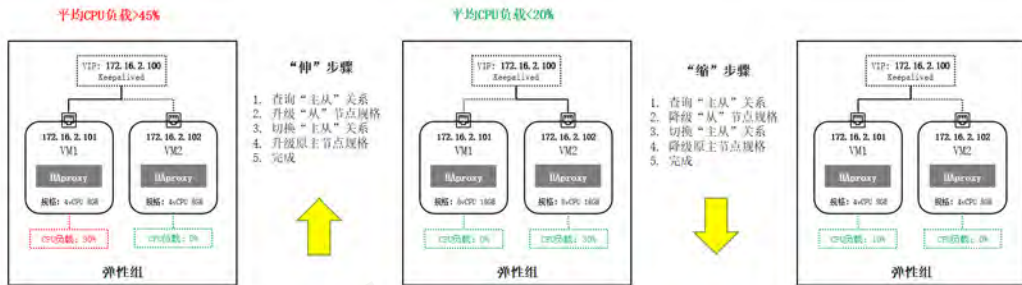 平均CPU负载>45%
平均CPU负载<20%
VIP: 172.16.2.100
Keepalived
172.16.2.101
VM1
HAproxy
规格: 4vCPU 8GB
CPU负载: 90%
172.16.2.102
VM2
HAproxy
规格: 4vCPU 8GB
CPU负载: 0%
弹性组
“伸”步骤
1. 查询“主从”关系
2. 升级“从”节点规格
3. 切换“主从”关系
4. 升级原主节点规格
5. 完成
VIP: 172.16.2.100
Keepalived
172.16.2.101
VM1
HAproxy
规格: 8vCPU 16GB
CPU负载: 0%
172.16.2.102
VM2
HAproxy
规格: 8vCPU 16GB
CPU负载: 30%
弹性组
“缩”步骤
1. 查询“主从”关系
2. 降级“从”节点规格
3. 切换“主从”关系
4. 降级原主节点规格
5. 完成
VIP: 172.16.2.100
Keepalived
172.16.2.101
VM1
HAproxy
规格: 4vCPU 8GB
CPU负载: 10%
172.16.2.102
VM2
HAproxy
规格: 4vCPU 8GB
CPU负载: 0%
弹性组